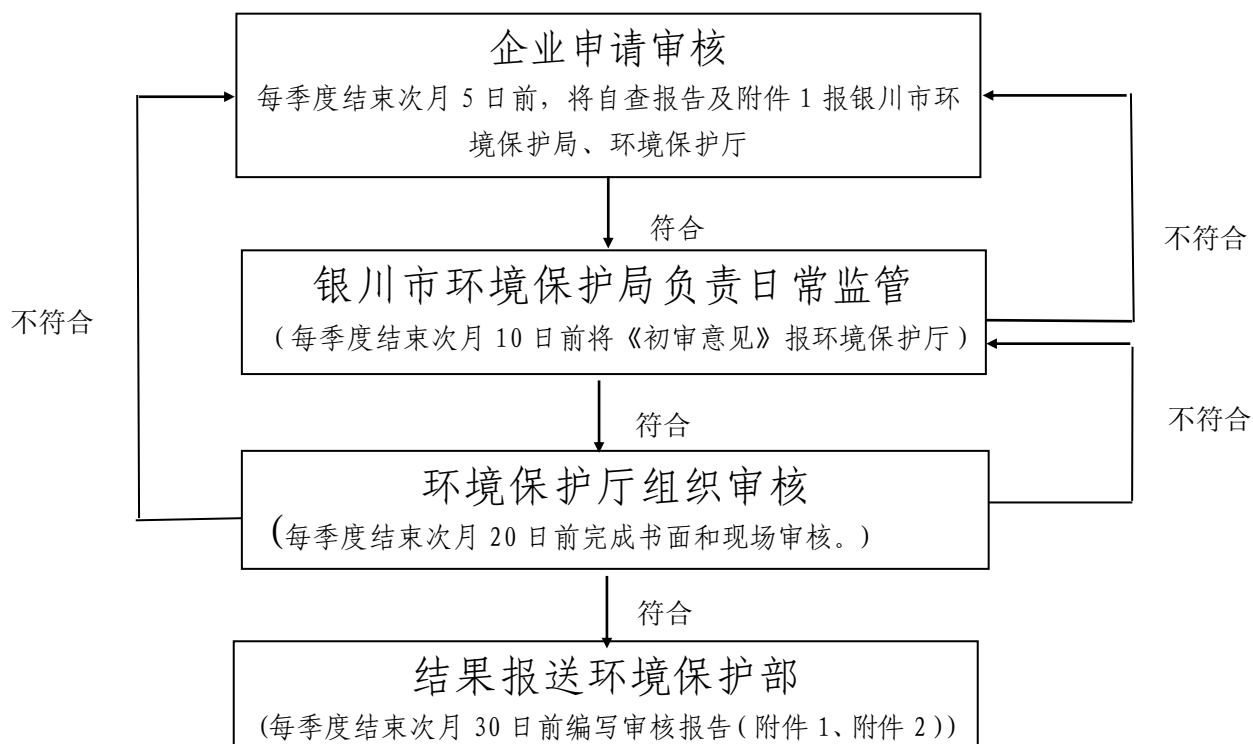 企业申请审核
每季度结束次月 5 日前，将自查报告及附件 1 报银川市环
境保护局、环境保护厅
符合
不符合
银川市环境保护局负责日常监管
（每季度结束次月 10 日前将《初审意见》报环境保护厅）
不符合
符合
不符合
环境保护厅组织审核
(每季度结束次月 20 日前完成书面和现场审核。)
符合
结果报送环境保护部
(每季度结束次月 30 日前编写审核报告(附件 1、附件 2))